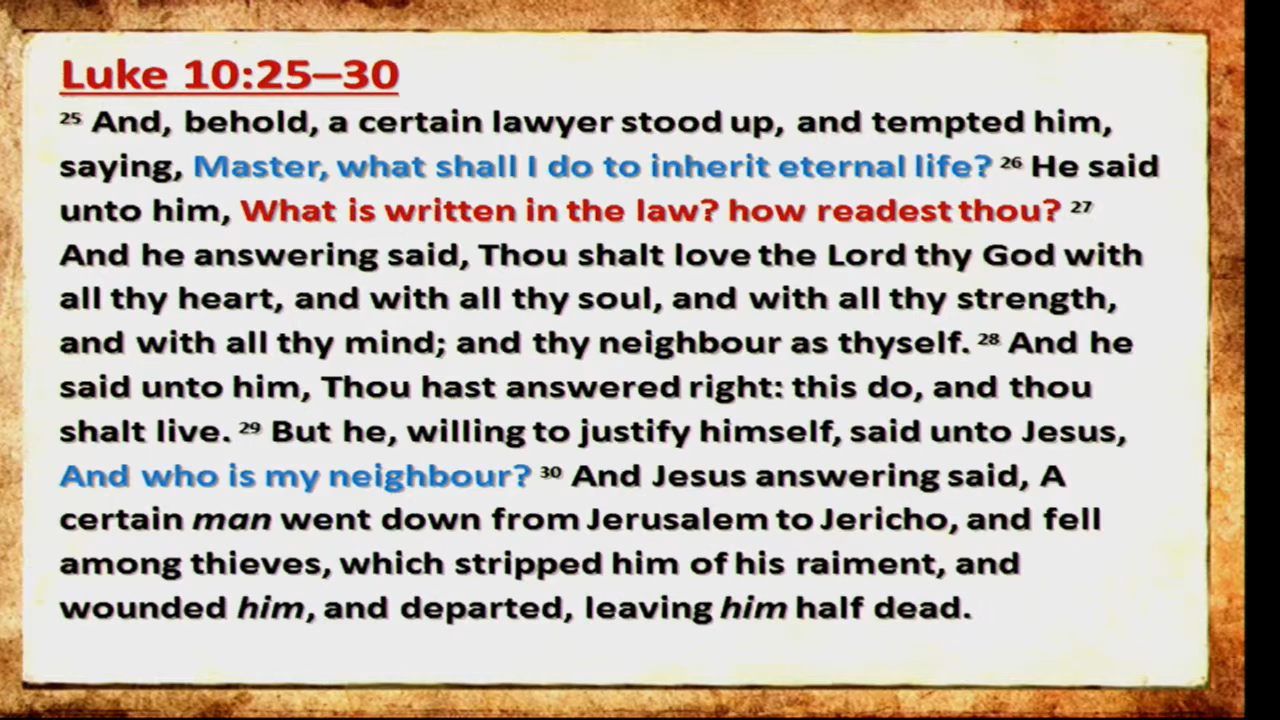 Luke 10:25–30
25 And, behold, a certain lawyer stood up, and tempted him,
saying, Master, what shall I do to inherit eternal life? 26 He said
unto him, What is written in the law? how readest thou? 27
And he answering said, Thou shalt love the Lord thy God with
all thy heart, and with all thy soul, and with all thy strength,
and with all thy mind; and thy neighbour as thyself. 28 And he
said unto him, Thou hast answered right: this do, and thou
shalt live. 29 But he, willing to justify himself, said unto Jesus,
And who is my neighbour? 30 And Jesus answering said, A
certain man went down from Jerusalem to Jericho, and fell
among thieves, which stripped him of his raiment, and
wounded him, and departed, leaving him half dead.